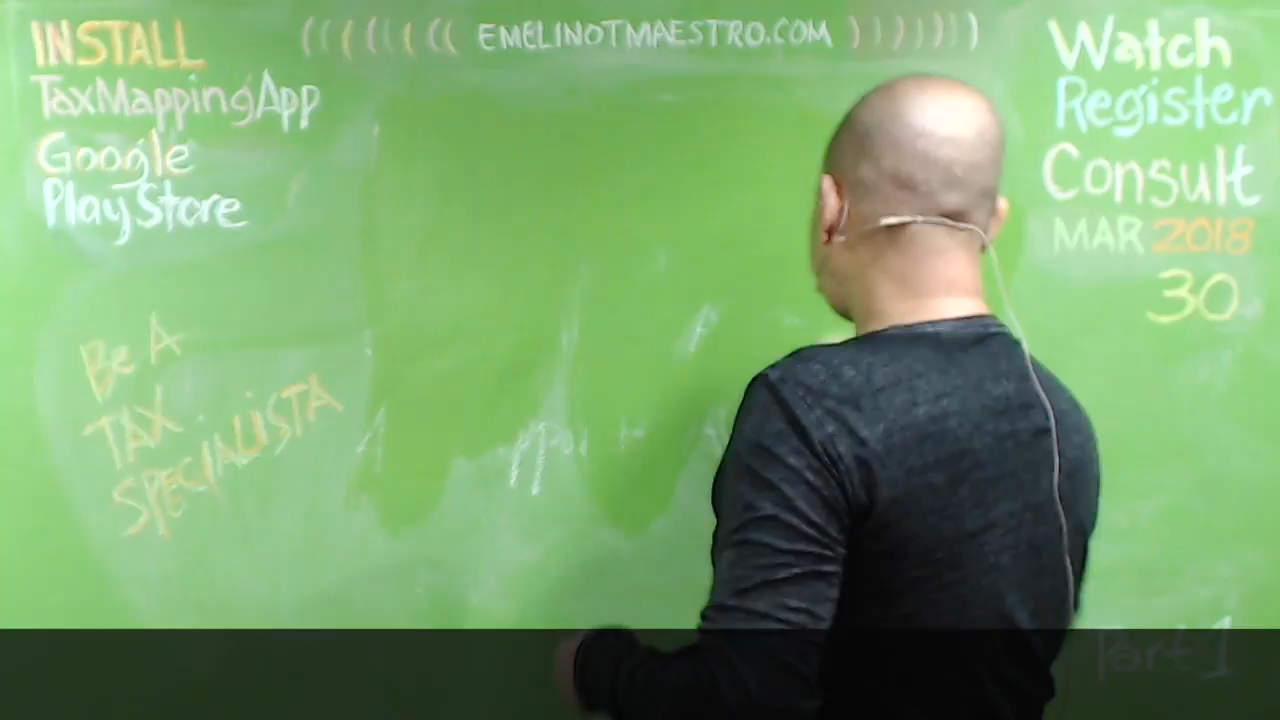 INSTALL
TaxMappingApp
Google
PlayStore
((((((( EMELINOTMAESTRO.COM )))))))
Watch
Register
Consult
MAR 2018
30
Be A
TAX
SPECIALISTA
Part 1